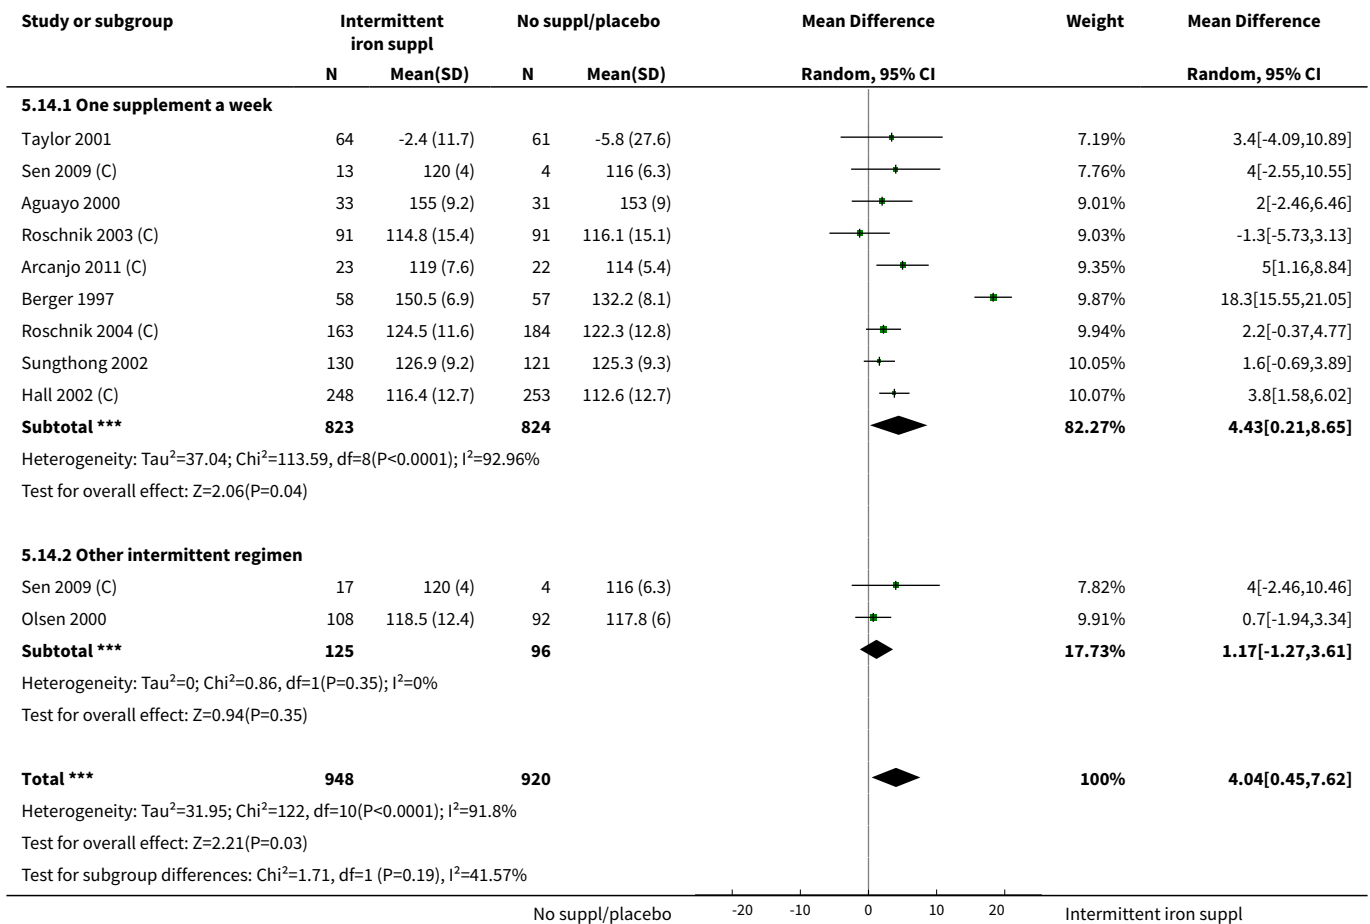 Study or subgroup Intermittent iron suppl No suppl/placebo Mean Difference Weight Mean Difference
N Mean(SD) N Mean(SD) Random, 95% CI Random, 95% CI
5.14.1 One supplement a week
Taylor 2001 64 -2.4 (11.7) 61 -5.8 (27.6) 7.19% 3.4[-4.09,10.89]
Sen 2009 (C) 13 120 (4) 4 116 (6.3) 7.76% 4[-2.55,10.55]
Aguayo 2000 33 155 (9.2) 31 153 (9) 9.01% 2[-2.46,6.46]
Roschnik 2003 (C) 91 114.8 (15.4) 91 116.1 (15.1) 9.03% -1.3[-5.73,3.13]
Arcanjo 2011 (C) 23 119 (7.6) 22 114 (5.4) 9.35% 5[1.16,8.84]
Berger 1997 58 150.5 (6.9) 57 132.2 (8.1) 9.87% 18.3[15.55,21.05]
Roschnik 2004 (C) 163 124.5 (11.6) 184 122.3 (12.8) 9.94% 2.2[-0.37,4.77]
Sungthong 2002 130 126.9 (9.2) 121 125.3 (9.3) 10.05% 1.6[-0.69,3.89]
Hall 2002 (C) 248 116.4 (12.7) 253 112.6 (12.7) 10.07% 3.8[1.58,6.02]
Subtotal *** 823 824 82.27% 4.43[0.21,8.65]
Heterogeneity: Tau²=37.04; Chi²=113.59, df=8(P<0.0001); I²=92.96%
Test for overall effect: Z=2.06(P=0.04)
5.14.2 Other intermittent regimen
Sen 2009 (C) 17 120 (4) 4 116 (6.3) 7.82% 4[-2.46,10.46]
Olsen 2000 108 118.5 (12.4) 92 117.8 (6) 9.91% 0.7[-1.94,3.34]
Subtotal *** 125 96 17.73% 1.17[-1.27,3.61]
Heterogeneity: Tau²=0; Chi²=0.86, df=1(P=0.35); I²=0%
Test for overall effect: Z=0.94(P=0.35)
Total *** 948 920 100% 4.04[0.45,7.62]
Heterogeneity: Tau²=31.95; Chi²=122, df=10(P<0.0001); I²=91.8%
Test for overall effect: Z=2.21(P=0.03)
Test for subgroup differences: Chi²=1.71, df=1 (P=0.19), I²=41.57%
No suppl/placebo -20 -10 0 10 20 Intermittent iron suppl